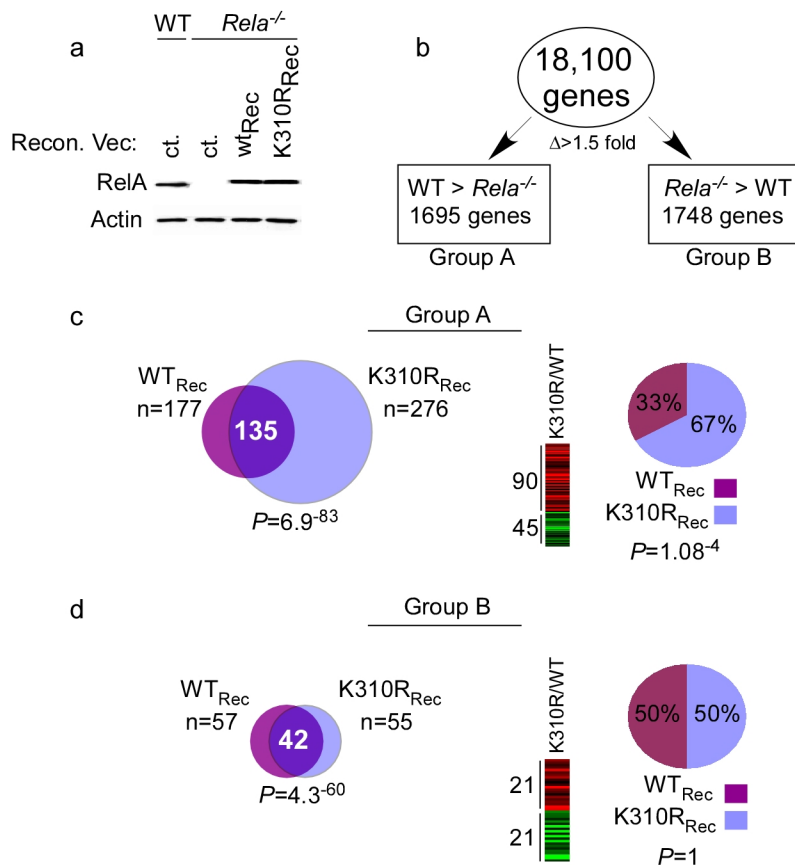 a
WT Rela-/-
Recon. Vec: ct. ct. wtRec K310RRec
RelA
Actin
b
18,100
genes
Δ>1.5 fold
WT > Rela-/-
1695 genes
Group A
Rela-/- > WT
1748 genes
Group B
c
Group A
WTRec
n=177
135
K310RRec
n=276
P=6.9-83
K310R/WT
90
45
33%
67%
WTRec
K310RRec
P=1.08-4
d
Group B
WTRec
n=57
42
K310RRec
n=55
P=4.3-60
K310R/WT
21
21
50% 50%
WTRec
K310RRec
P=1